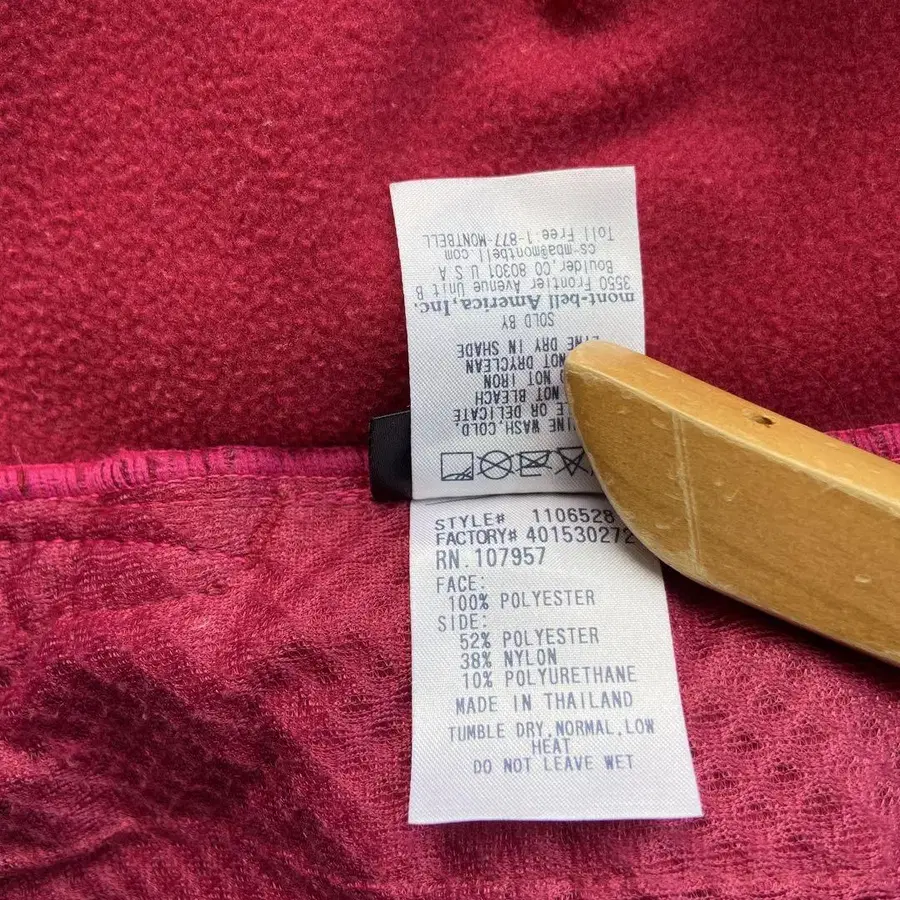 INE WASH,COLD,
LE OR DELICATE
NOT BLEACH
O NOT IRON
NOT DRYCLEAN
LINE DRY IN SHADE
SOLD BY
mont-bell America,Inc.
3550 Frontier Avenue Unit B
Boulder,CO 80301 U S A
cs-mba@montbell.com
Toll Free 1-877-MONTBELL
STYLE# 1106528
FACTORY# 401530272
RN.107957
FACE:
100% POLYESTER
SIDE:
52% POLYESTER
38% NYLON
10% POLYURETHANE
MADE IN THAILAND
TUMBLE DRY,NORMAL,LOW
HEAT
DO NOT LEAVE WET